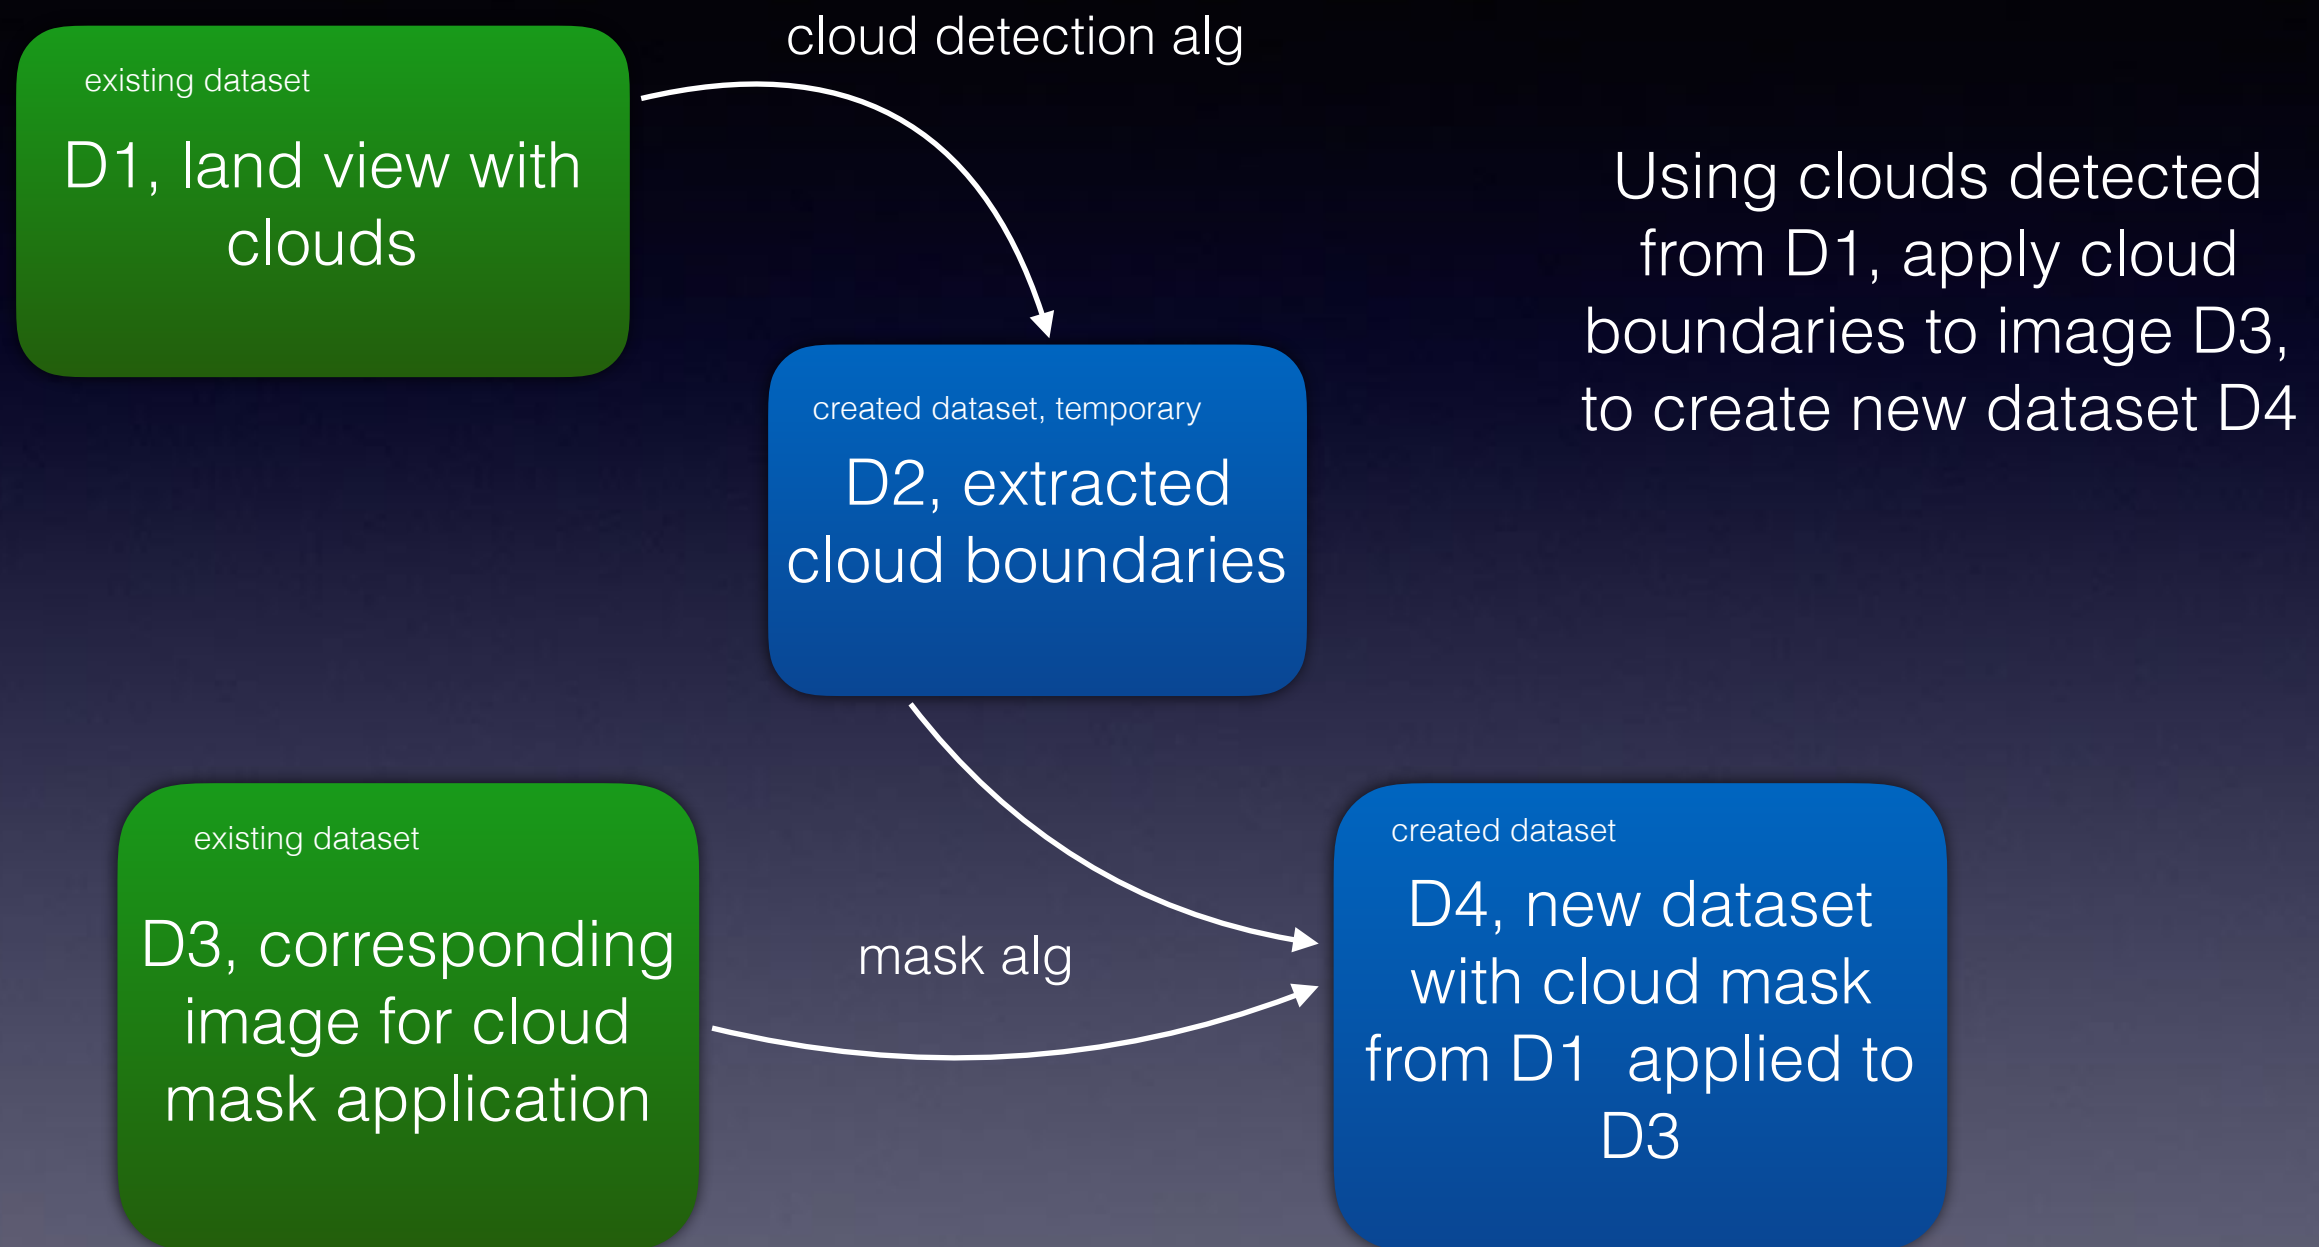 cloud detection alg
existing dataset
D1, land view with
clouds
Using clouds detected
from D1, apply cloud
boundaries to image D3,
to create new dataset D4
created dataset, temporary
D2, extracted
cloud boundaries
existing dataset
D3, corresponding
image for cloud
mask application
mask alg
created dataset
D4, new dataset
with cloud mask
from D1  applied to
D3